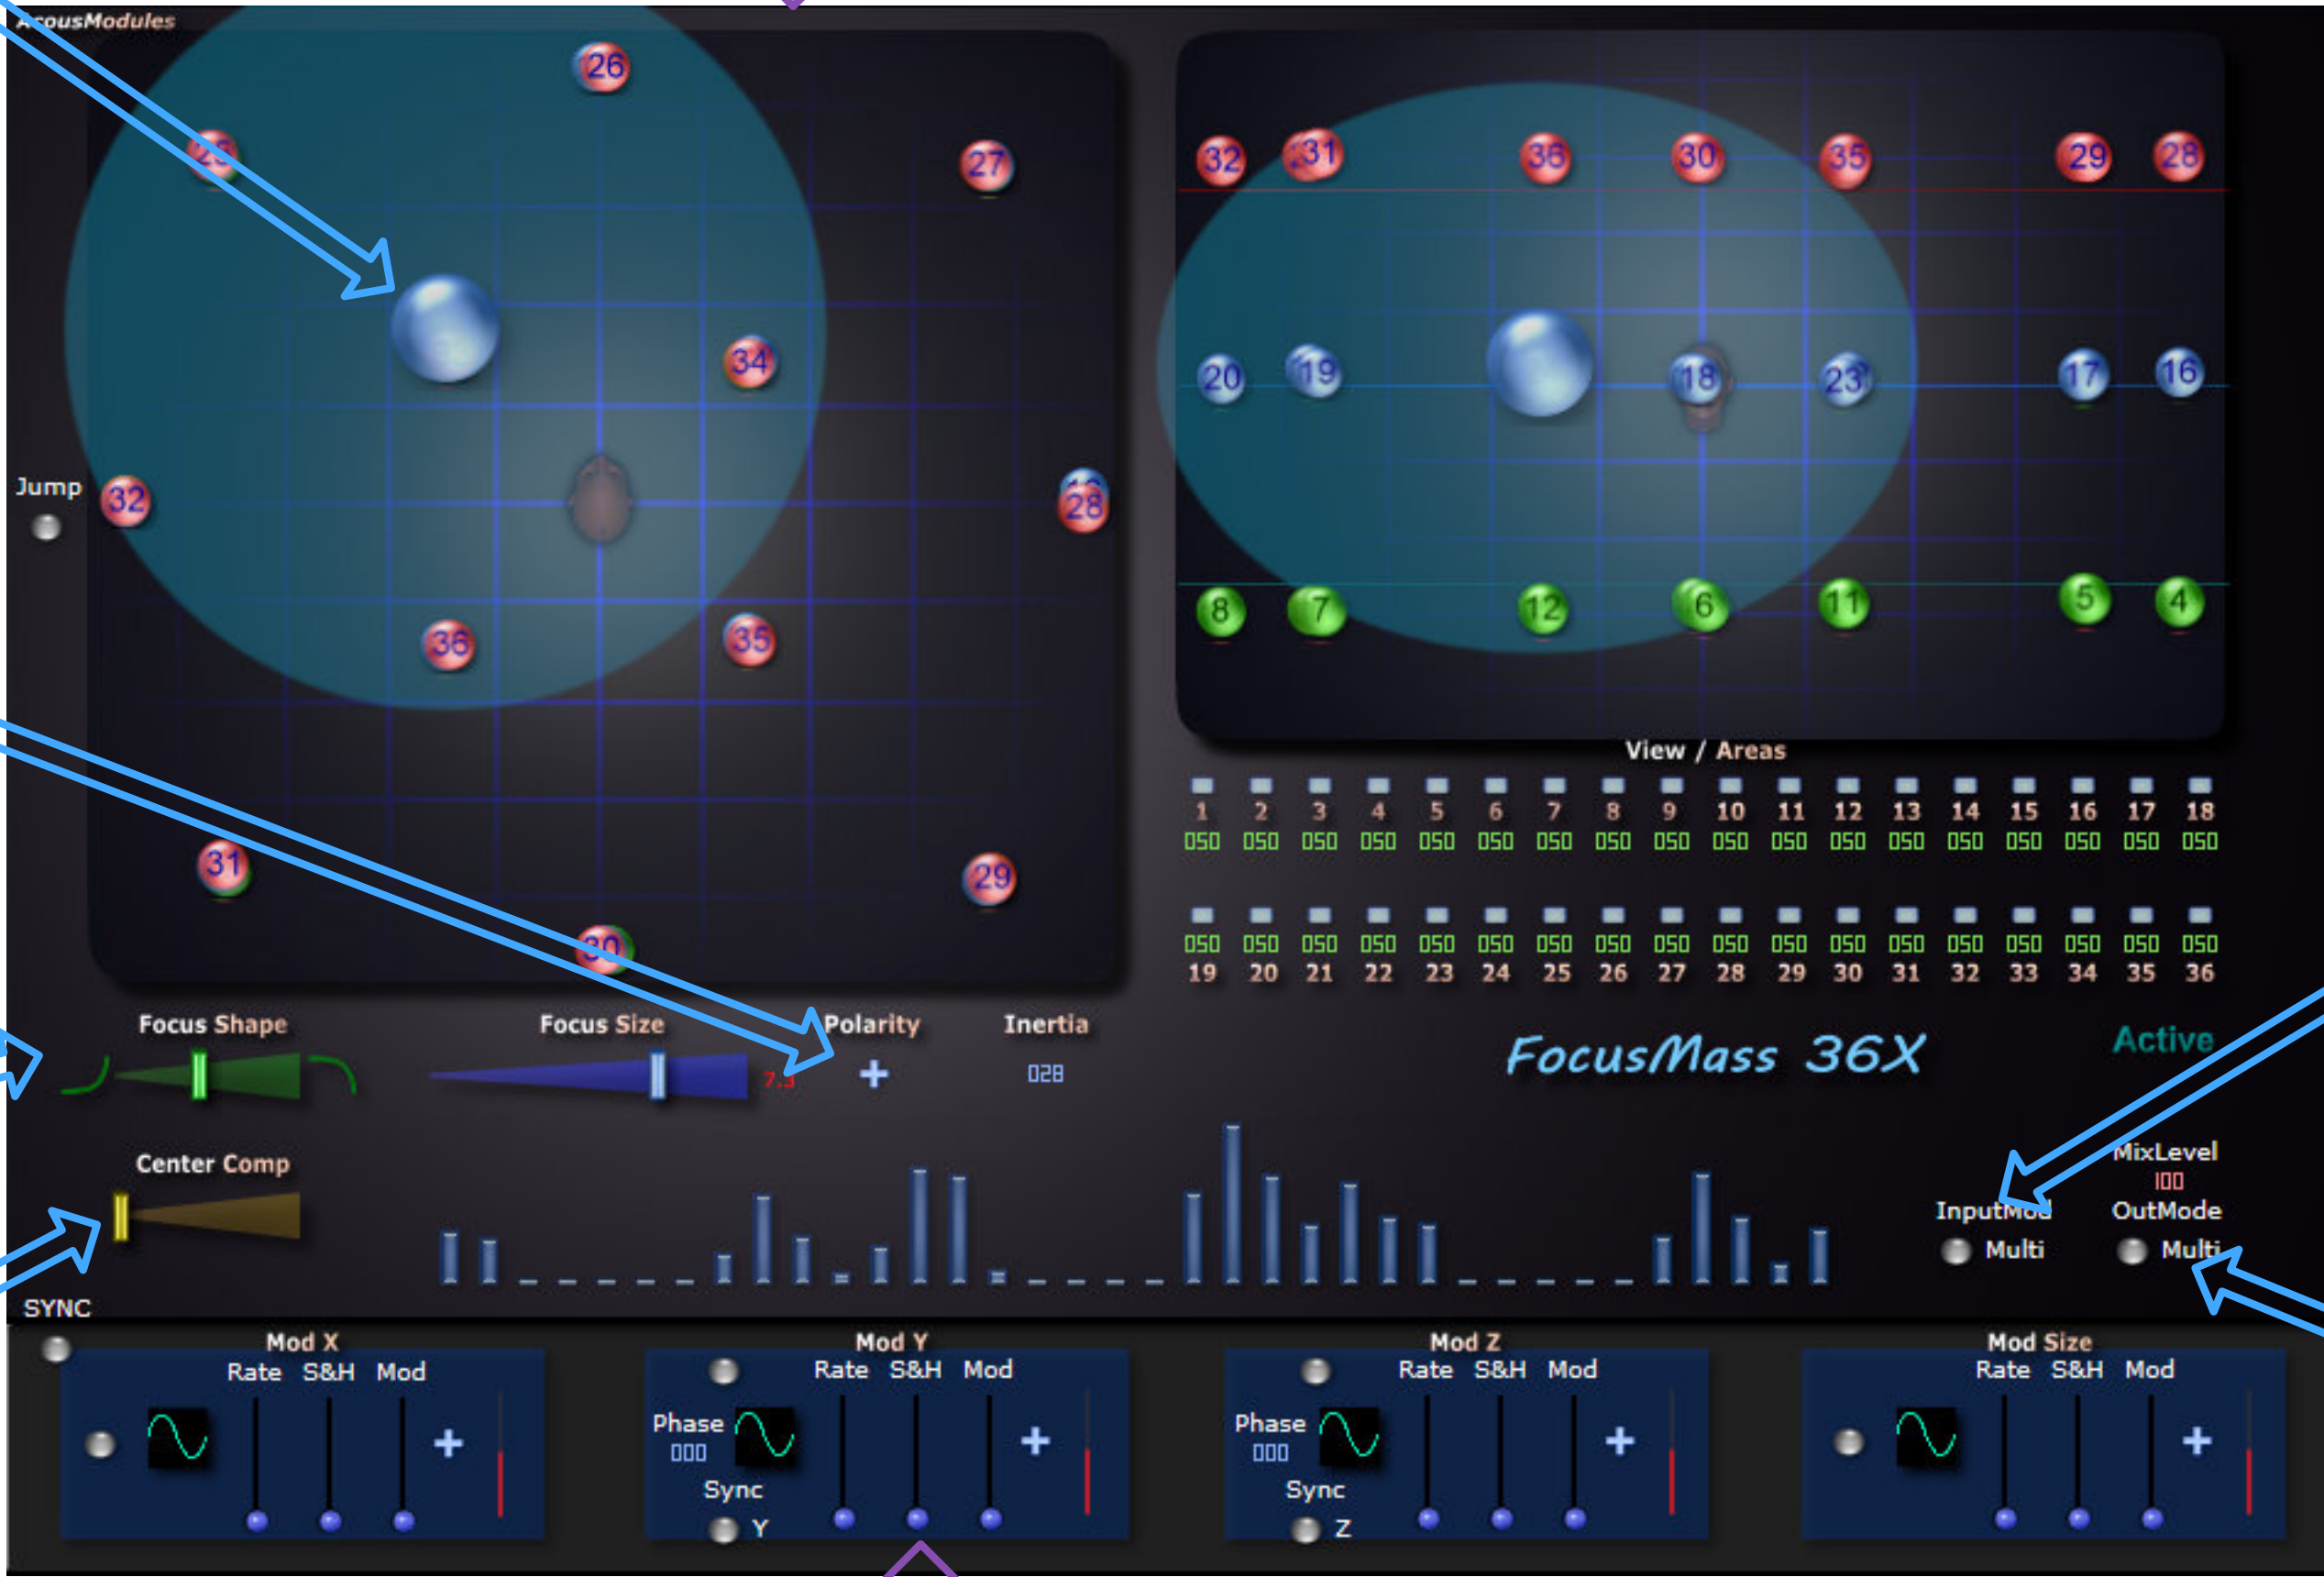 AcousModules
26
25
27
34
Jump
32
28
36
35
31
29
30
32 31 36 30 35 29 28
20 19 18 23 17 16
8 7 12 6 11 5 4
View / Areas
1 2 3 4 5 6 7 8 9 10 11 12 13 14 15 16 17 18
050 050 050 050 050 050 050 050 050 050 050 050 050 050 050 050 050 050
050 050 050 050 050 050 050 050 050 050 050 050 050 050 050 050 050 050
19 20 21 22 23 24 25 26 27 28 29 30 31 32 33 34 35 36
Focus Shape
Focus Size
7.3
Polarity
+
Inertia
028
FocusMass 36X
Active
Center Comp
MixLevel
100
InputMod
Multi
OutMode
Multi
SYNC
Mod X
Rate S&H Mod
+
Mod Y
Rate S&H Mod
Phase
000
+
Sync
Y
Mod Z
Rate S&H Mod
Phase
000
+
Sync
Z
Mod Size
Rate S&H Mod
+